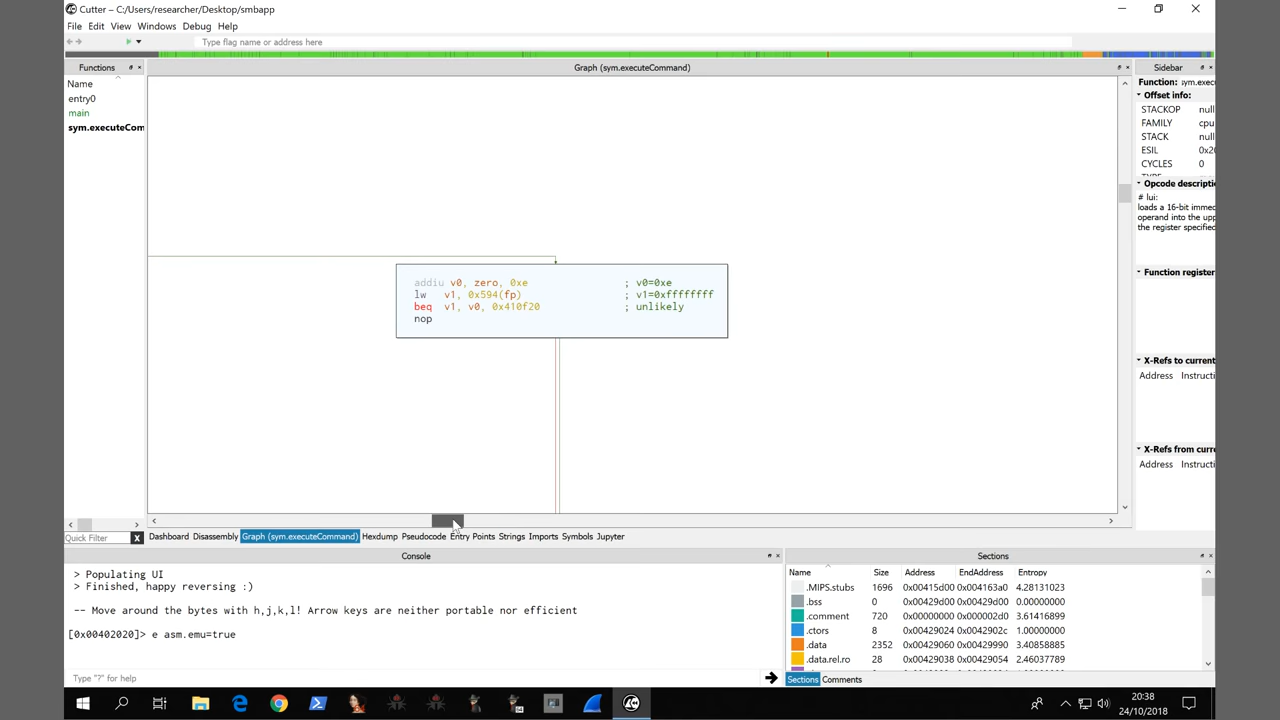 Cutter – C:/Users/researcher/Desktop/smbapp
File Edit View Windows Debug Help
Type flag name or address here
Functions
Graph (sym.executeCommand)
Sidebar
Name
entry0
main
sym.executeCom
Function:
Offset info:
STACKOP null
FAMILY cpu
STACK null
ESIL 0x20
CYCLES 0
Opcode descripti
# lui:
loads a 16-bit immed
operand into the upp
the register specified
Function register
X-Refs to current
Address Instructi
X-Refs from curre
Address Instructi
addiu v0, zero, 0xe ; v0=0xe
lw v1, 0x594(fp) ; v1=0xffffffff
beq v1, v0, 0x410f20 ; unlikely
nop
Quick Filter X
Dashboard Disassembly Graph (sym.executeCommand) Hexdump Pseudocode Entry Points Strings Imports Symbols Jupyter
Console
> Populating UI
> Finished, happy reversing :)
-- Move around the bytes with h,j,k,l! Arrow keys are neither portable nor efficient
[0x00402020]> e asm.emu=true
Type "?" for help
Sections
Name Size Address EndAddress Entropy
.MIPS.stubs 1696 0x00415d00 0x004163a0 4.28131023
.bss 0 0x00429d00 0x00429d00 0.00000000
.comment 720 0x00000000 0x000002d0 3.61416899
.ctors 8 0x00429024 0x0042902c 1.00000000
.data 2352 0x00429060 0x00429990 3.40858885
.data.rel.ro 28 0x00429038 0x00429054 2.46037789
Sections Comments
20:38
24/10/2018